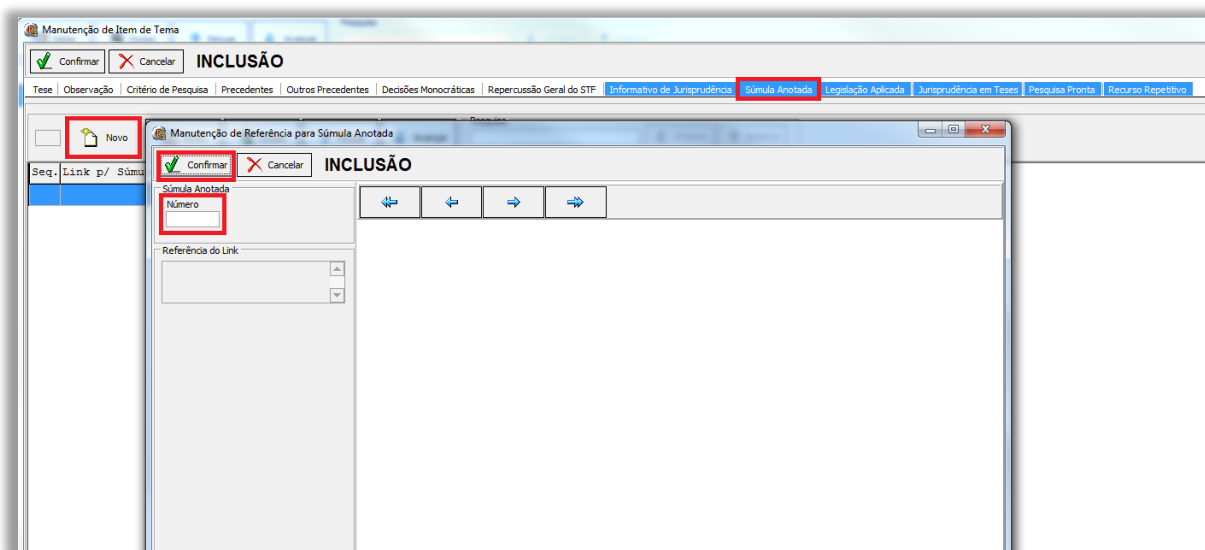 Manutenção de Item de Tema
Confirmar Cancelar INCLUSÃO
Tese Observação Critério de Pesquisa Precedentes Outros Precedentes Decisões Monocráticas Repercussão Geral do STF Informativo de Jurisprudência Súmula Anotada Legislação Aplicada Jurisprudência em Teses Pesquisa Pronta Recurso Repetitivo
Novo
Seq. Link p/ Súmu
Manutenção de Referência para Súmula Anotada
Confirmar Cancelar INCLUSÃO
Súmula Anotada
Número
Referência do Link